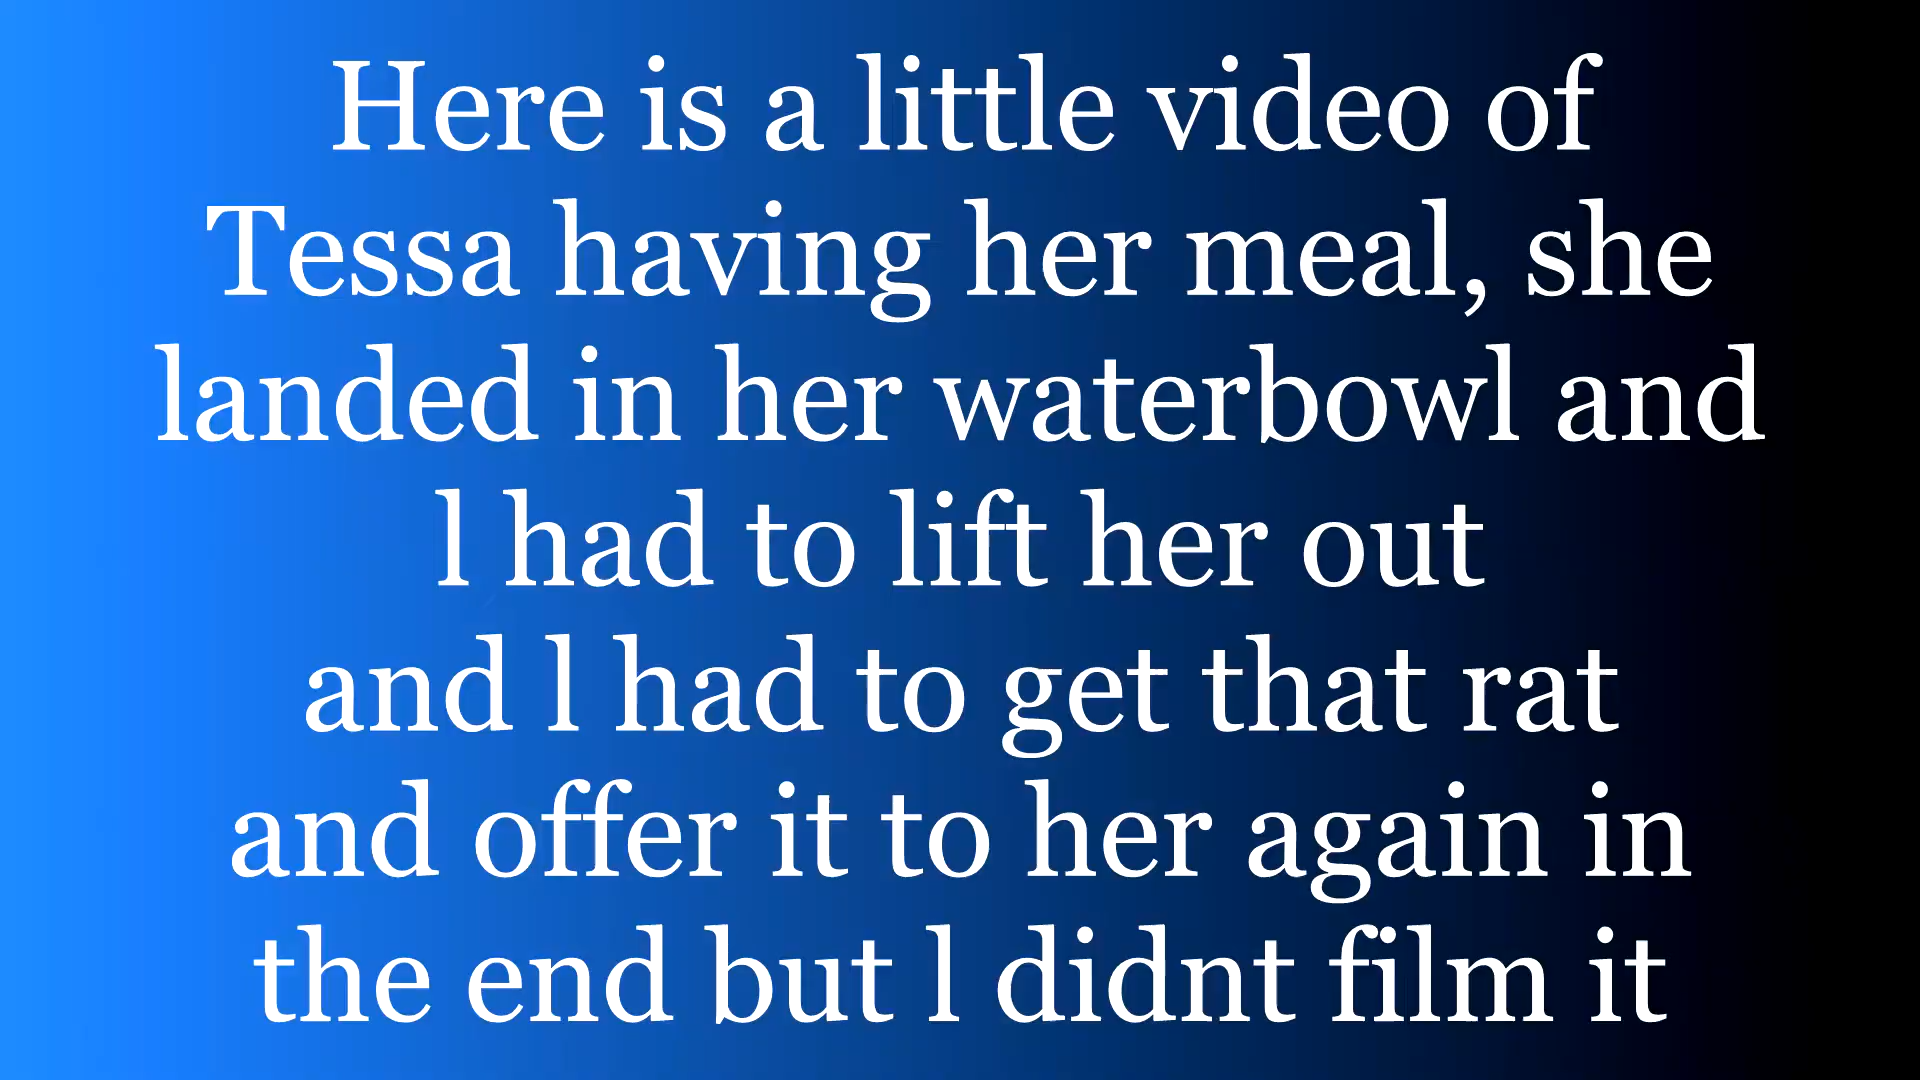 Here is a little video of
Tessa having her meal, she
landed in her waterbowl and
l had to lift her out
and l had to get that rat
and offer it to her again in
the end but l didnt film it